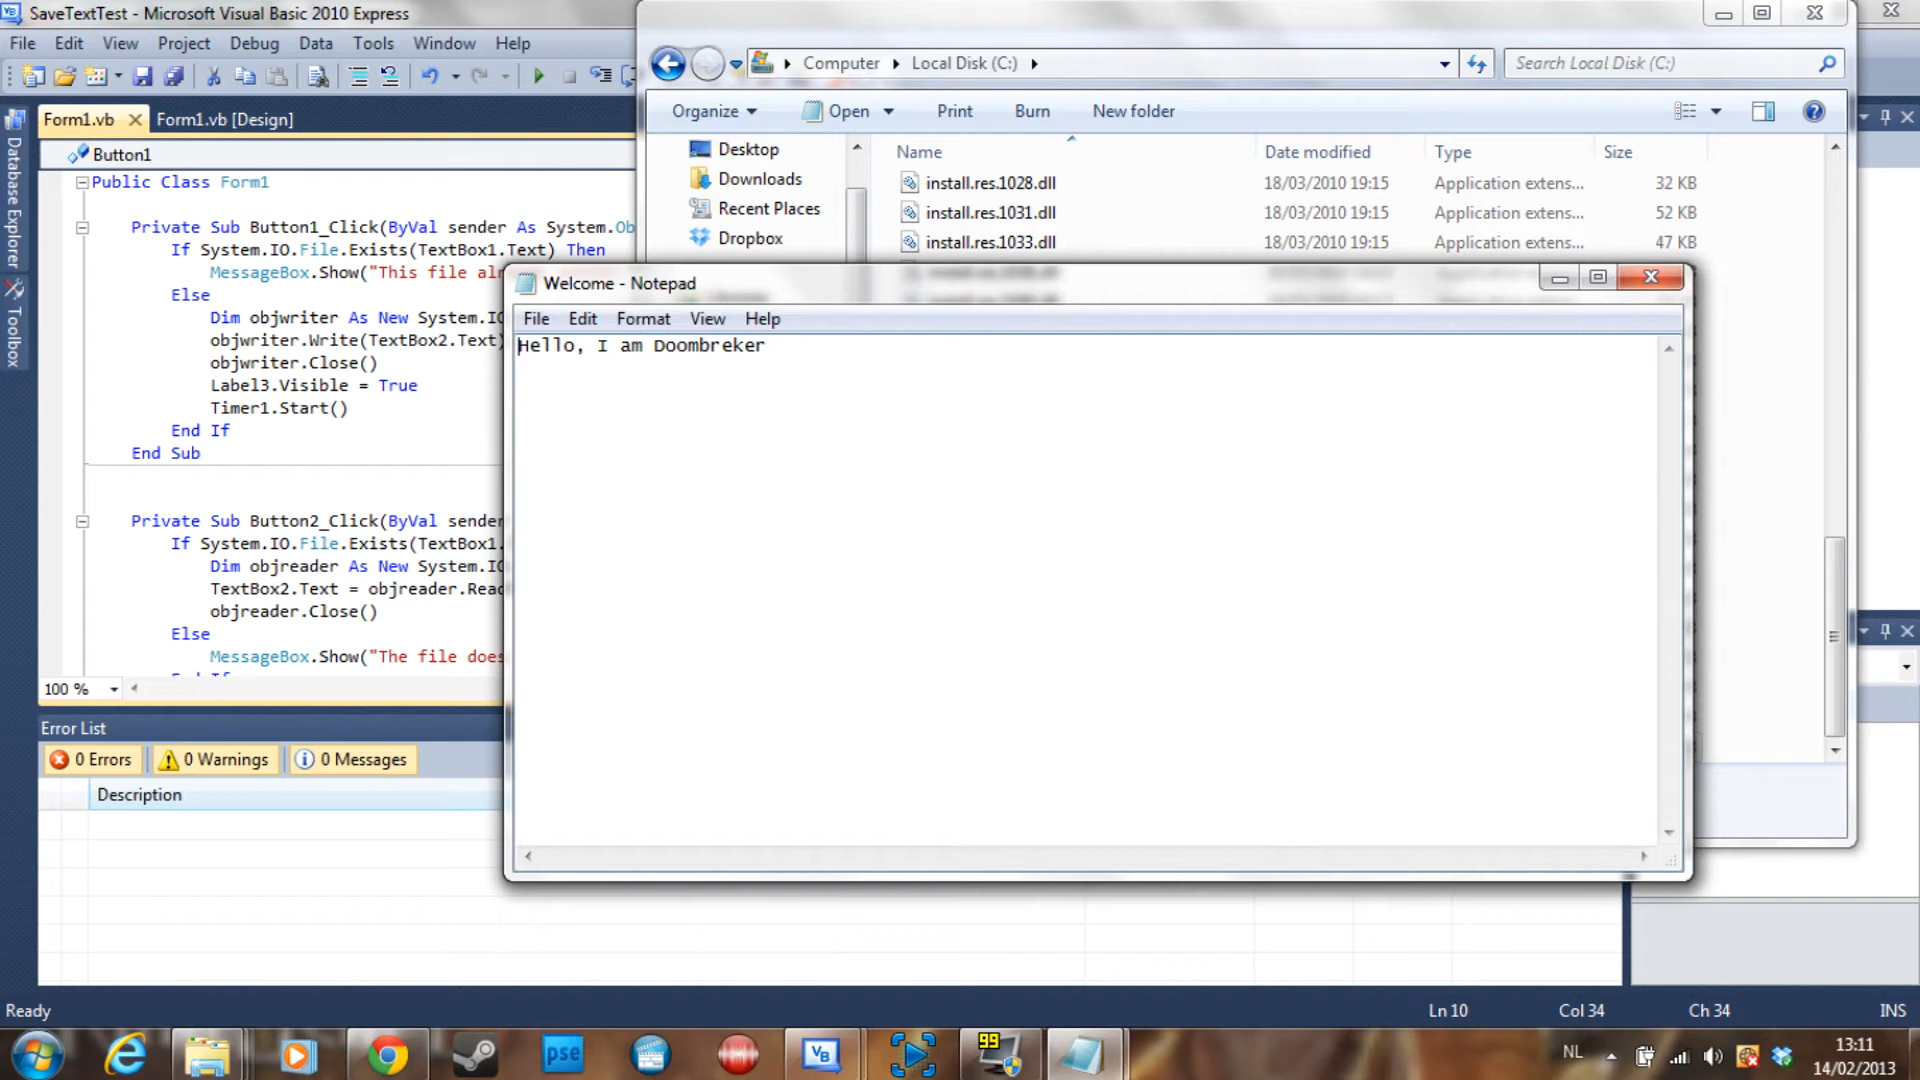 SaveTextTest - Microsoft Visual Basic 2010 Express
File Edit View Project Debug Data Tools Window Help
Form1.vb
Form1.vb [Design]
Button1
Database Explorer
Toolbox
Public Class Form1
Private Sub Button1_Click(ByVal sender As System.Ob
If System.IO.File.Exists(TextBox1.Text) Then
MessageBox.Show("This file al
Else
Dim objwriter As New System.IO
objwriter.Write(TextBox2.Text)
objwriter.Close()
Label3.Visible = True
Timer1.Start()
End If
End Sub
Private Sub Button2_Click(ByVal sender
If System.IO.File.Exists(TextBox1.
Dim objreader As New System.IO
TextBox2.Text = objreader.Read
objreader.Close()
Else
MessageBox.Show("The file does
100 %
Error List
0 Errors 0 Warnings 0 Messages
Description
Computer Local Disk (C:)
Search Local Disk (C:)
Organize Open Print Burn New folder
Desktop
Downloads
Recent Places
Dropbox
Name Date modified Type Size
install.res.1028.dll 18/03/2010 19:15 Application extens... 32 KB
install.res.1031.dll 18/03/2010 19:15 Application extens... 52 KB
install.res.1033.dll 18/03/2010 19:15 Application extens... 47 KB
Welcome - Notepad
File Edit Format View Help
Hello, I am Doombreker
Ready Ln 10 Col 34 Ch 34 INS
pse
VB
99
NL
13:11
14/02/2013